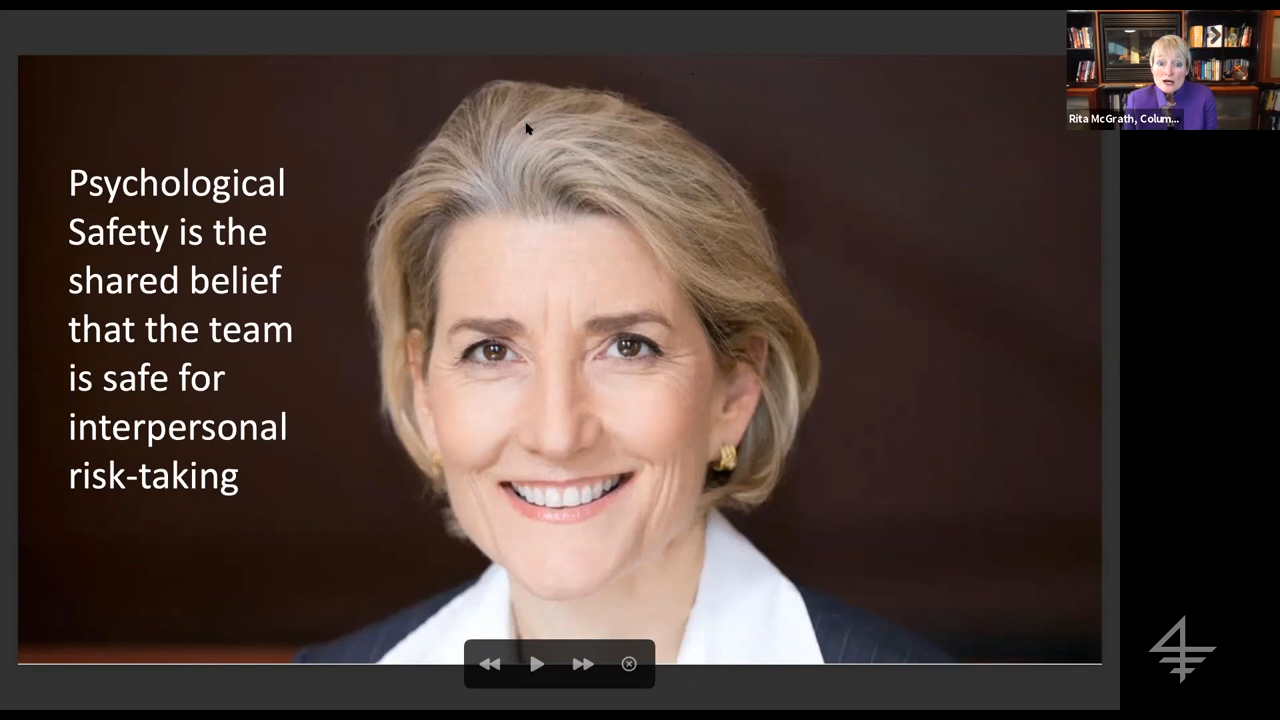 Psychological
Safety is the
shared belief
that the team
is safe for
interpersonal
risk-taking
Rita McGrath, Colum...